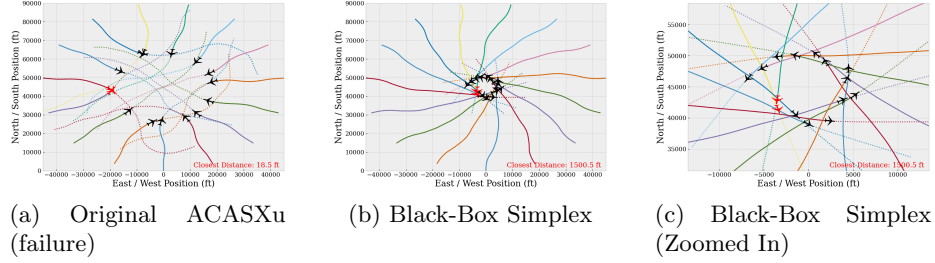 90000
80000
70000
60000
50000
40000
30000
20000
10000
0
North / South Position (ft)
Closest Distance: 18.5 ft
−40000 −30000 −20000 −10000 0 10000 20000 30000 40000
East / West Position (ft)
90000
80000
70000
60000
50000
40000
30000
20000
10000
0
North / South Position (ft)
Closest Distance: 1500.5 ft
−40000 −30000 −20000 −10000 0 10000 20000 30000 40000
East / West Position (ft)
55000
50000
45000
40000
35000
North / South Position (ft)
Closest Distance: 1500.5 ft
−10000 −5000 0 5000 10000
East / West Position (ft)
(a) Original ACASXu
(failure)
(b) Black-Box Simplex
(c) Black-Box Simplex
(Zoomed In)